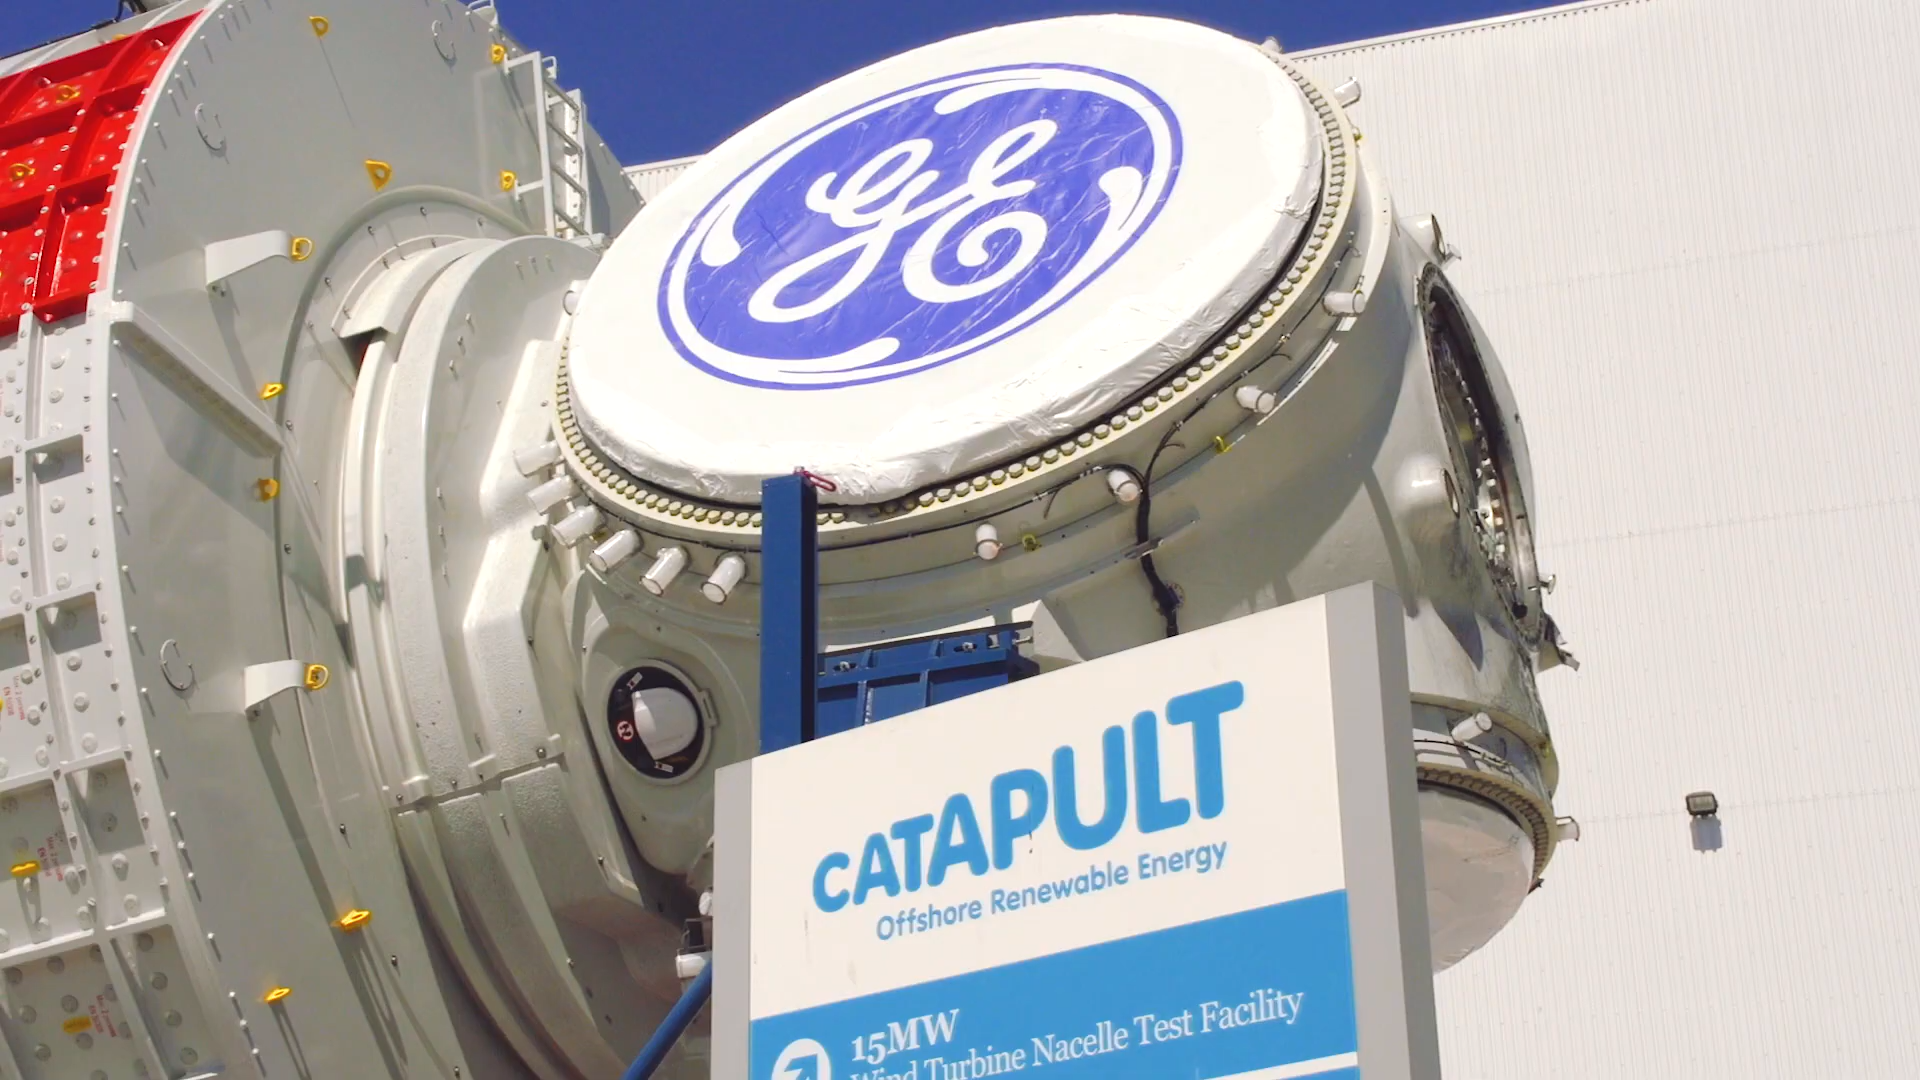 GE
CATAPULT
Offshore Renewable Energy
15MW
Wind Turbine Nacelle Test Facility